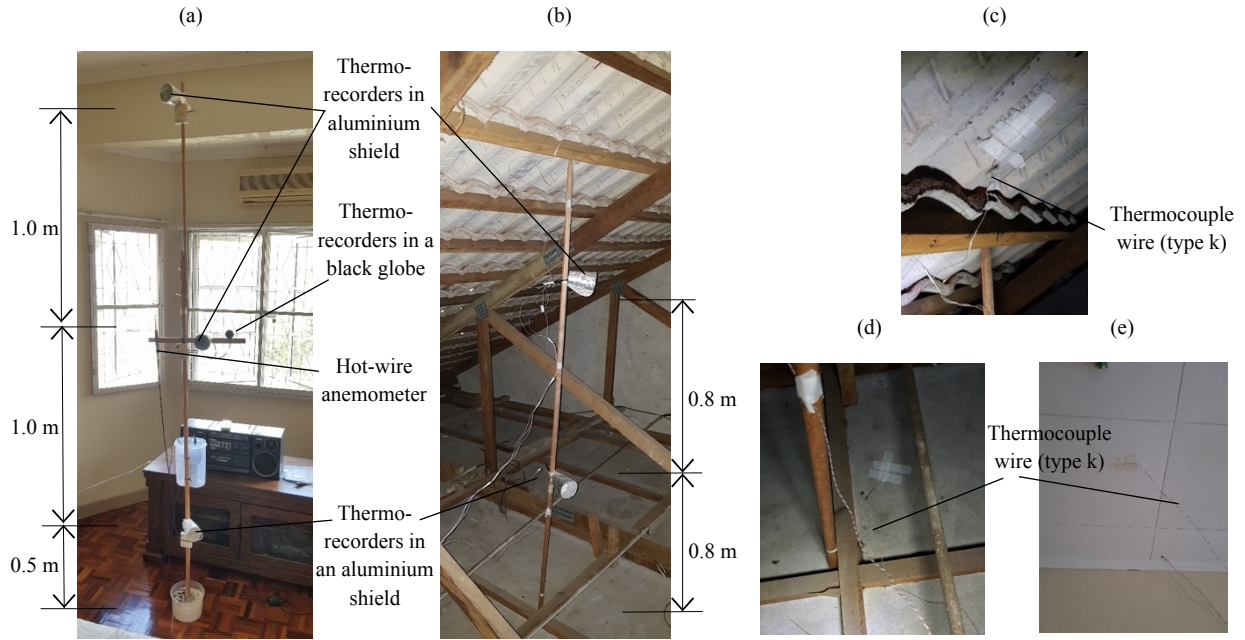 (a)
(b)
(c)
Thermo-
recorders in
aluminium
shield
1.0 m
Thermo-
recorders in a
black globe
Thermocouple
wire (type k)
Hot-wire
anemometer
(d)
(e)
1.0 m
0.8 m
Thermocouple
wire (type k)
Thermo-
recorders in
an aluminium
shield
0.5 m
0.8 m